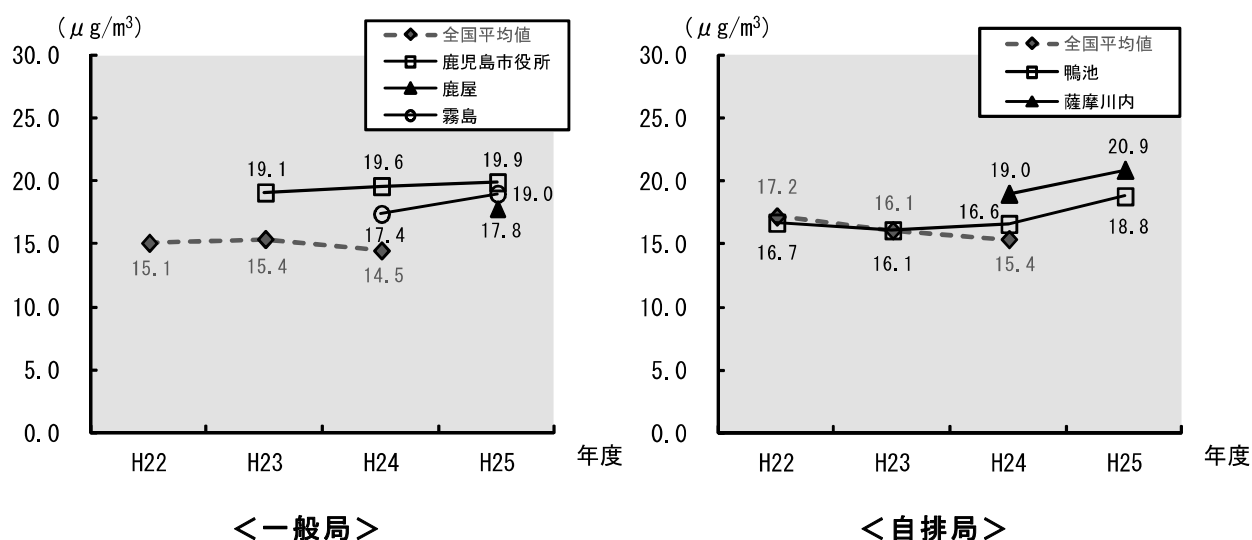 (μg/m³)
全国平均値
鹿児島市役所
鹿屋
霧島
30.0
25.0
20.0
15.0
10.0
5.0
0.0
19.1
19.6
19.9
19.0
17.4
17.8
15.1
15.4
14.5
H22
H23
H24
H25
年度
＜一般局＞
(μg/m³)
全国平均値
鴨池
薩摩川内
30.0
25.0
20.0
15.0
10.0
5.0
0.0
17.2
16.1
19.0
20.9
16.6
16.7
16.1
15.4
18.8
H22
H23
H24
H25
年度
＜自排局＞